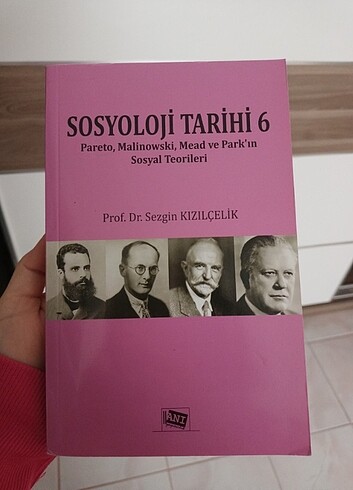 SOSYOLOJİ TARİHİ 6
Pareto, Malinowski, Mead ve Park'ın
Sosyal Teorileri
Prof. Dr. Sezgin KIZILÇELİK
ANI